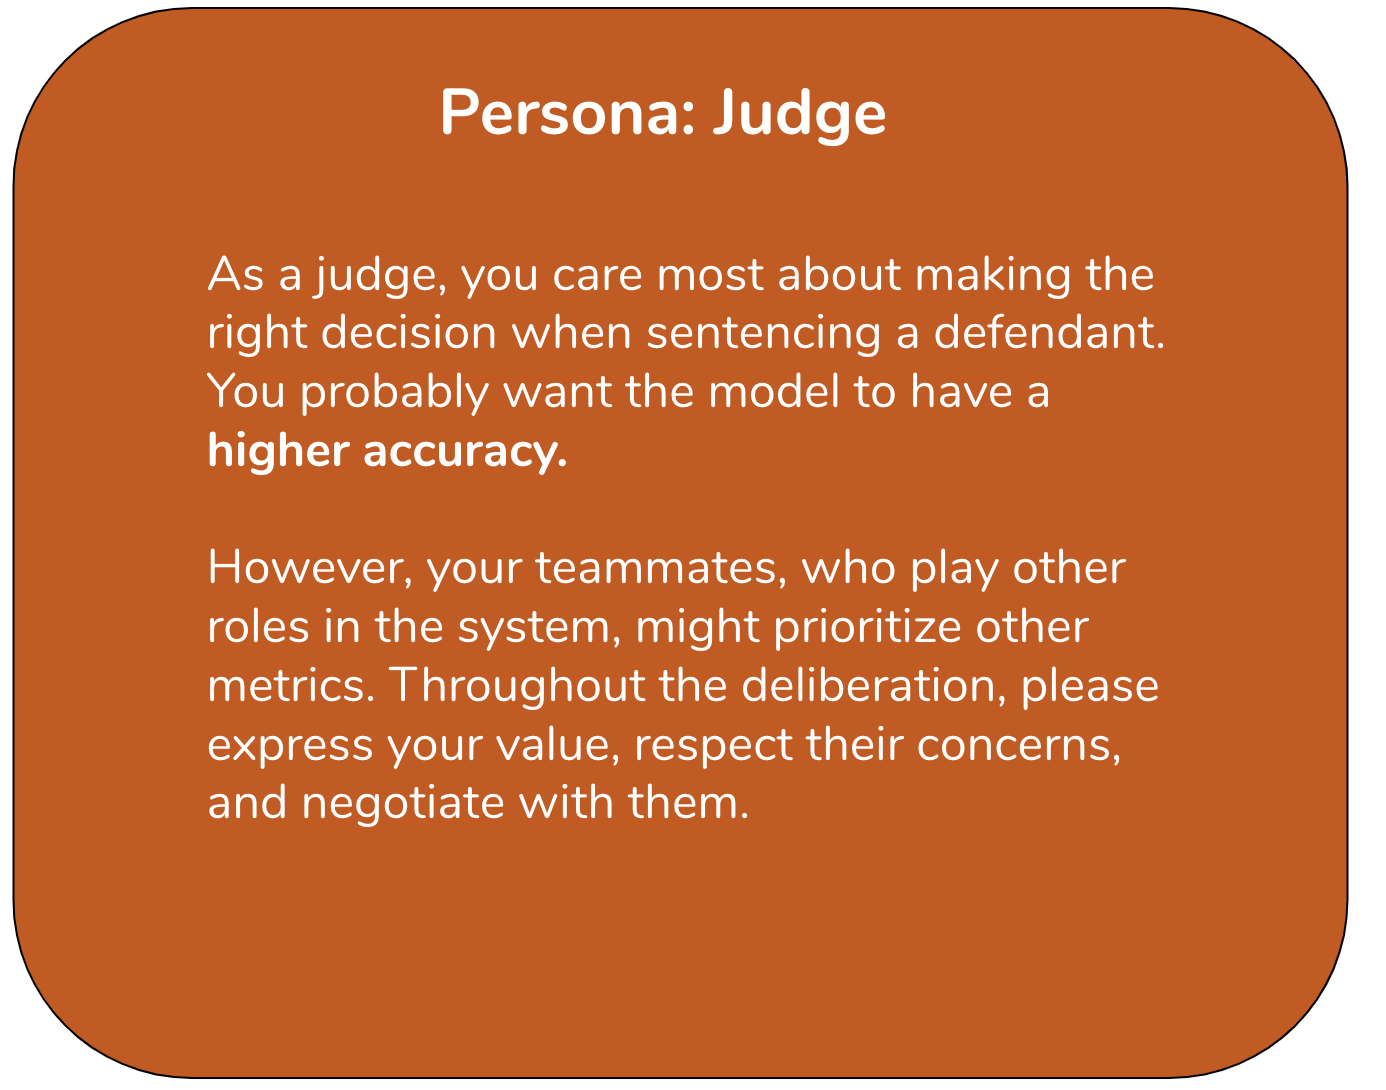 Persona: Judge
As a judge, you care most about making the
right decision when sentencing a defendant.
You probably want the model to have a
higher accuracy.
However, your teammates, who play other
roles in the system, might prioritize other
metrics. Throughout the deliberation, please
express your value, respect their concerns,
and negotiate with them.